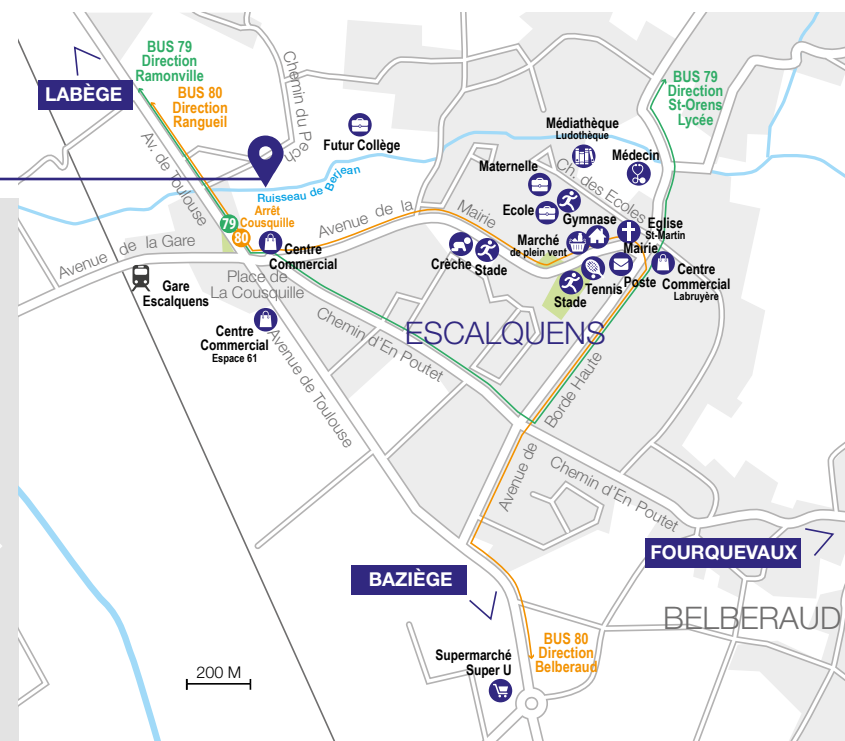 BUS 79
Direction
Ramonville
LABÈGE
BUS 80
Direction
Rangueil
Chemin du Pech
Futur Collège
BUS 79
Direction
St-Orens
Lycée
Médiathèque
Ludothèque
Médecin
Maternelle
Ch. des Ecoles
Ecole
Gymnase
Av. de Toulouse
Ruisseau de Berjean
Arrêt
Cousquille
79
80
Avenue de la Mairie
Marché
de plein vent
Eglise
St-Martin
Mairie
Avenue de la Gare
Centre
Commercial
Crèche
Stade
Stade
Tennis
Poste
Centre
Commercial
Labruyère
Gare
Escalquens
Place de
La Cousquille
Centre
Commercial
Espace 61
Chemin d'En Poutet
ESCALQUENS
Avenue de Toulouse
Avenue de Borde Haute
Chemin d'En Poutet
FOURQUEVAUX
BAZIÈGE
BELBERAUD
BUS 80
Direction
Belberaud
Supermarché
Super U
200 M